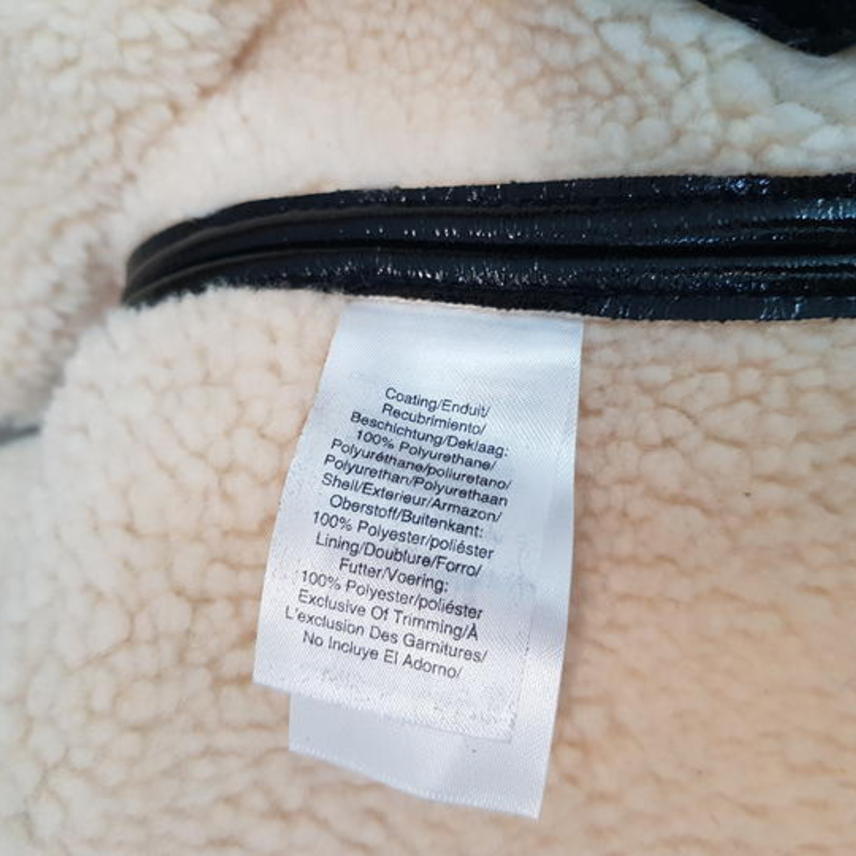 Coating/Enduit/
Recubrimiento/
Beschichtung/Deklaag:
100% Polyurethane/
Polyuréthane/poliuretano/
Polyurethan/Polyurethaan
Shell/Exterieur/Armazon/
Oberstoff/Buitenkant:
100% Polyester/poliéster
Lining/Doublure/Forro/
Futter/Voering:
100% Polyester/poliéster
Exclusive Of Trimming/À
L'exclusion Des Garnitures/
No Incluye El Adorno/